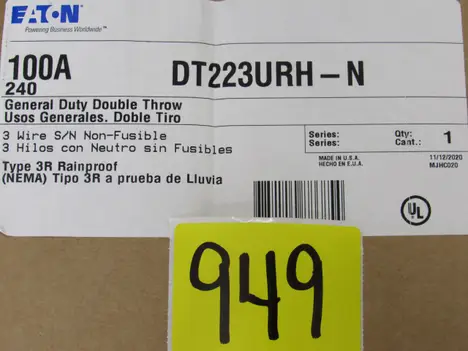 EATON
Powering Business Worldwide™
100A
240
DT223URH-N
General Duty Double Throw
Usos Generales. Doble Tiro
3 Wire S/N Non-Fusible
3 Hilos con Neutro sin Fusibles
Type 3R Rainproof
(NEMA) Tipo 3R a prueba de Lluvia
Series:
Series:
Qty:
Cant.:
1
MADE IN U.S.A.
HECHO EN E.U.A.
11/12/2020
MJHC020
UL
949